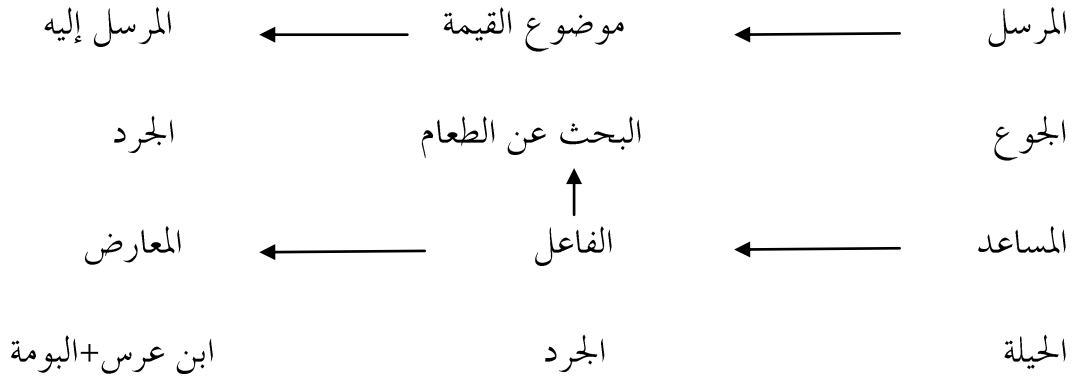 المرسل موضوع القيمة المرسل إليه
الجوع البحث عن الطعام الجرد
المساعد الفاعل المعارض
الحيلة الجرد ابن عرس+البومة